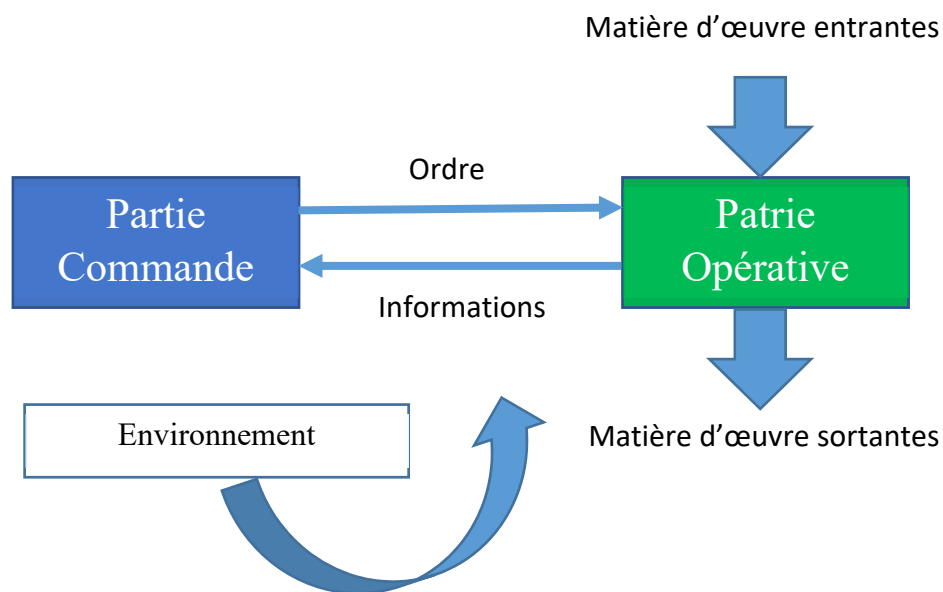 Matière d’œuvre entrantes
Ordre
Partie
Commande
Patrie
Opérative
Informations
Environnement
Matière d’œuvre sortantes